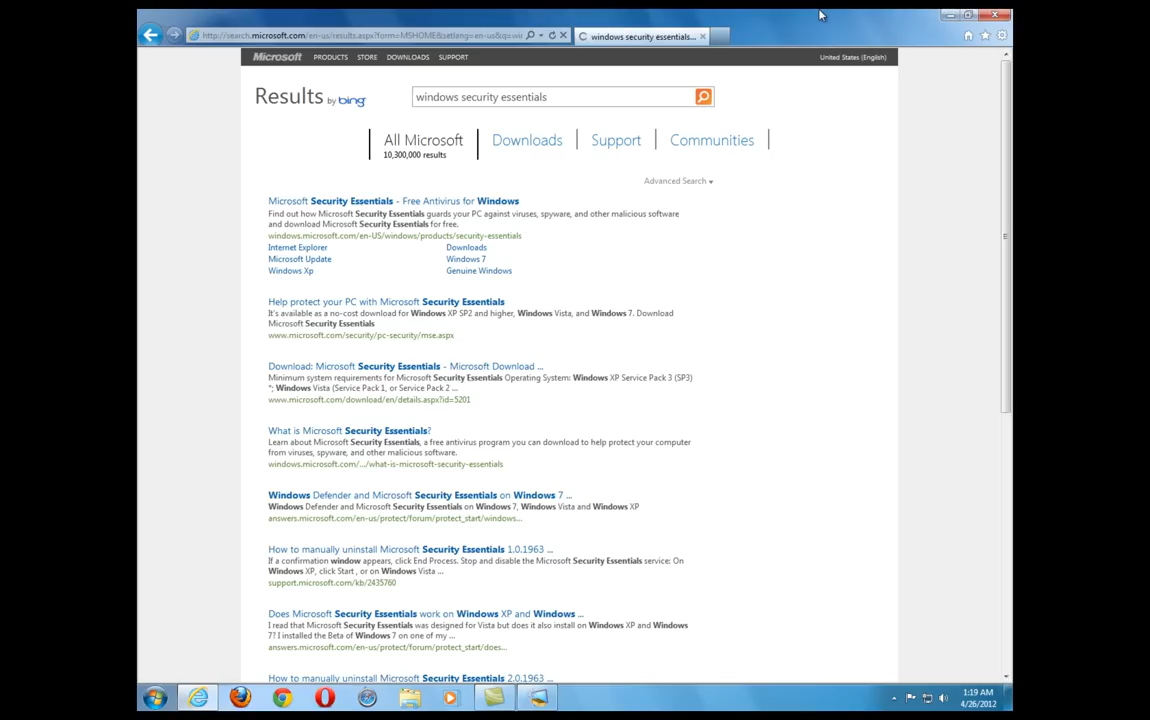 http://search.microsoft.com/en-us/results.aspx?form=MSHOME&setlang=en-us&q=wi
windows security essentials...
Microsoft PRODUCTS STORE DOWNLOADS SUPPORT United States (English)
Results by bing
windows security essentials
All Microsoft Downloads Support Communities
10,300,000 results
Advanced Search
Microsoft Security Essentials - Free Antivirus for Windows
Find out how Microsoft Security Essentials guards your PC against viruses, spyware, and other malicious software
and download Microsoft Security Essentials for free.
windows.microsoft.com/en-US/windows/products/security-essentials
Internet Explorer Downloads
Microsoft Update Windows 7
Windows Xp Genuine Windows
Help protect your PC with Microsoft Security Essentials
It's available as a no-cost download for Windows XP SP2 and higher, Windows Vista, and Windows 7. Download
Microsoft Security Essentials
www.microsoft.com/security/pc-security/mse.aspx
Download: Microsoft Security Essentials - Microsoft Download ...
Minimum system requirements for Microsoft Security Essentials Operating System: Windows XP Service Pack 3 (SP3)
*; Windows Vista (Service Pack 1, or Service Pack 2 ...
www.microsoft.com/download/en/details.aspx?id=5201
What is Microsoft Security Essentials?
Learn about Microsoft Security Essentials, a free antivirus program you can download to help protect your computer
from viruses, spyware, and other malicious software.
windows.microsoft.com/.../what-is-microsoft-security-essentials
Windows Defender and Microsoft Security Essentials on Windows 7 ...
Windows Defender and Microsoft Security Essentials on Windows 7, Windows Vista and Windows XP
answers.microsoft.com/en-us/protect/forum/protect_start/windows...
How to manually uninstall Microsoft Security Essentials 1.0.1963 ...
If a confirmation window appears, click End Process. Stop and disable the Microsoft Security Essentials service: On
Windows XP, click Start , or on Windows Vista ...
support.microsoft.com/kb/2435760
Does Microsoft Security Essentials work on Windows XP and Windows ...
I read that Microsoft Security Essentials was designed for Vista but does it also install on Windows XP and Windows
7? I installed the Beta of Windows 7 on one of my ...
answers.microsoft.com/en-us/protect/forum/protect_start/does...
How to manually uninstall Microsoft Security Essentials 2.0.1963 ...
1:19 AM
4/26/2012